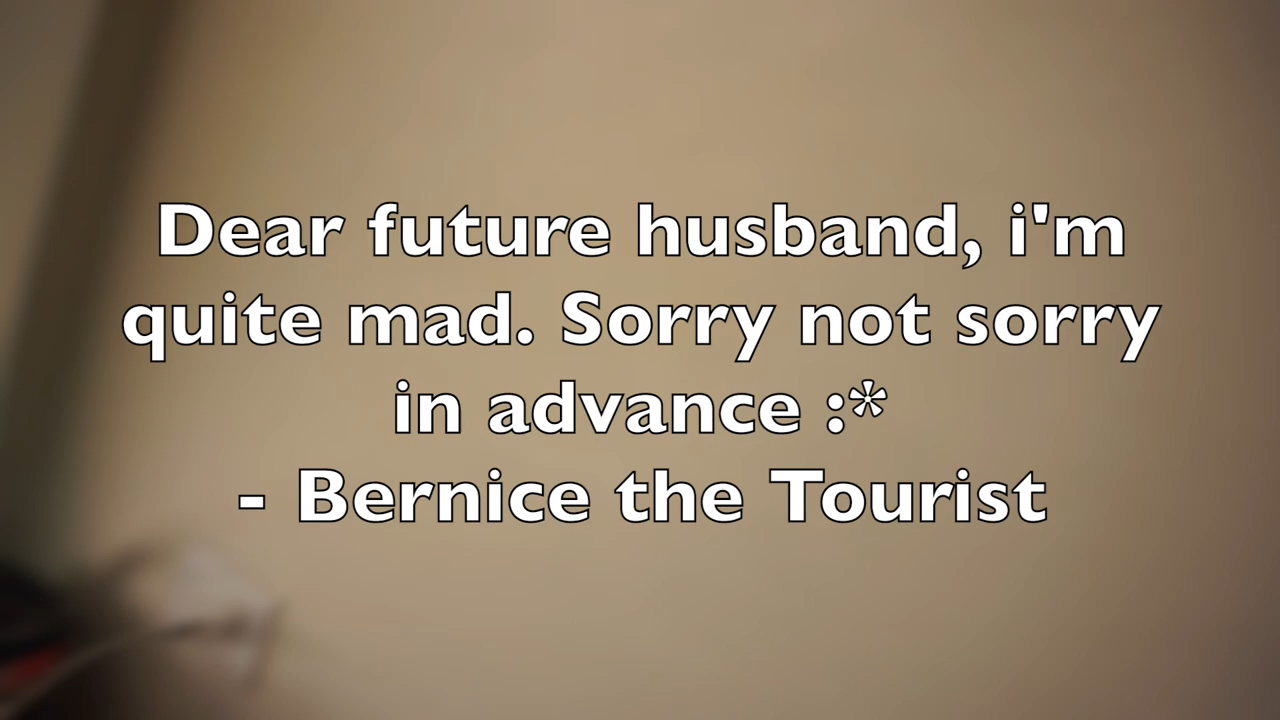 Dear future husband, i'm
quite mad. Sorry not sorry
in advance :*
- Bernice the Tourist